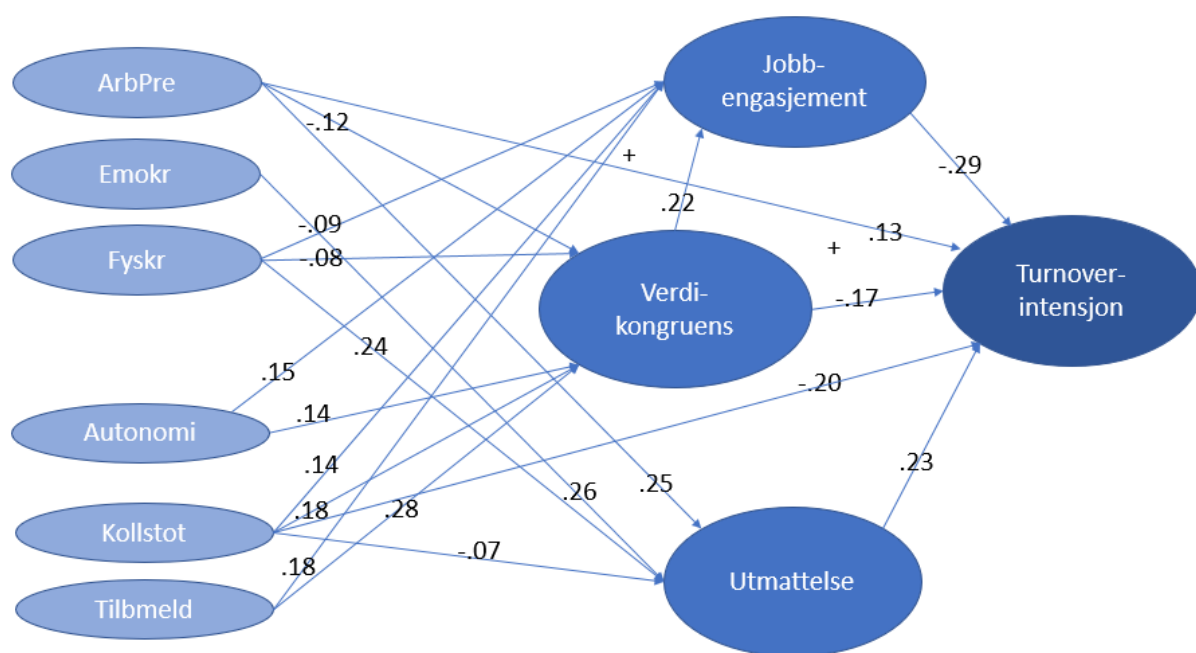 ArbPre
Emokr
Fyskr
Autonomi
Kollstot
Tilbmeld
Jobb-
engasjement
Verdi-
kongruens
Utmattelse
Turnover-
intensjon
-.12
+
-.29
.22
.13
-.09
-.08
+
-.17
.24
.15
-.20
.14
.14
.23
.25
.26
.18
.28
-.07
.18